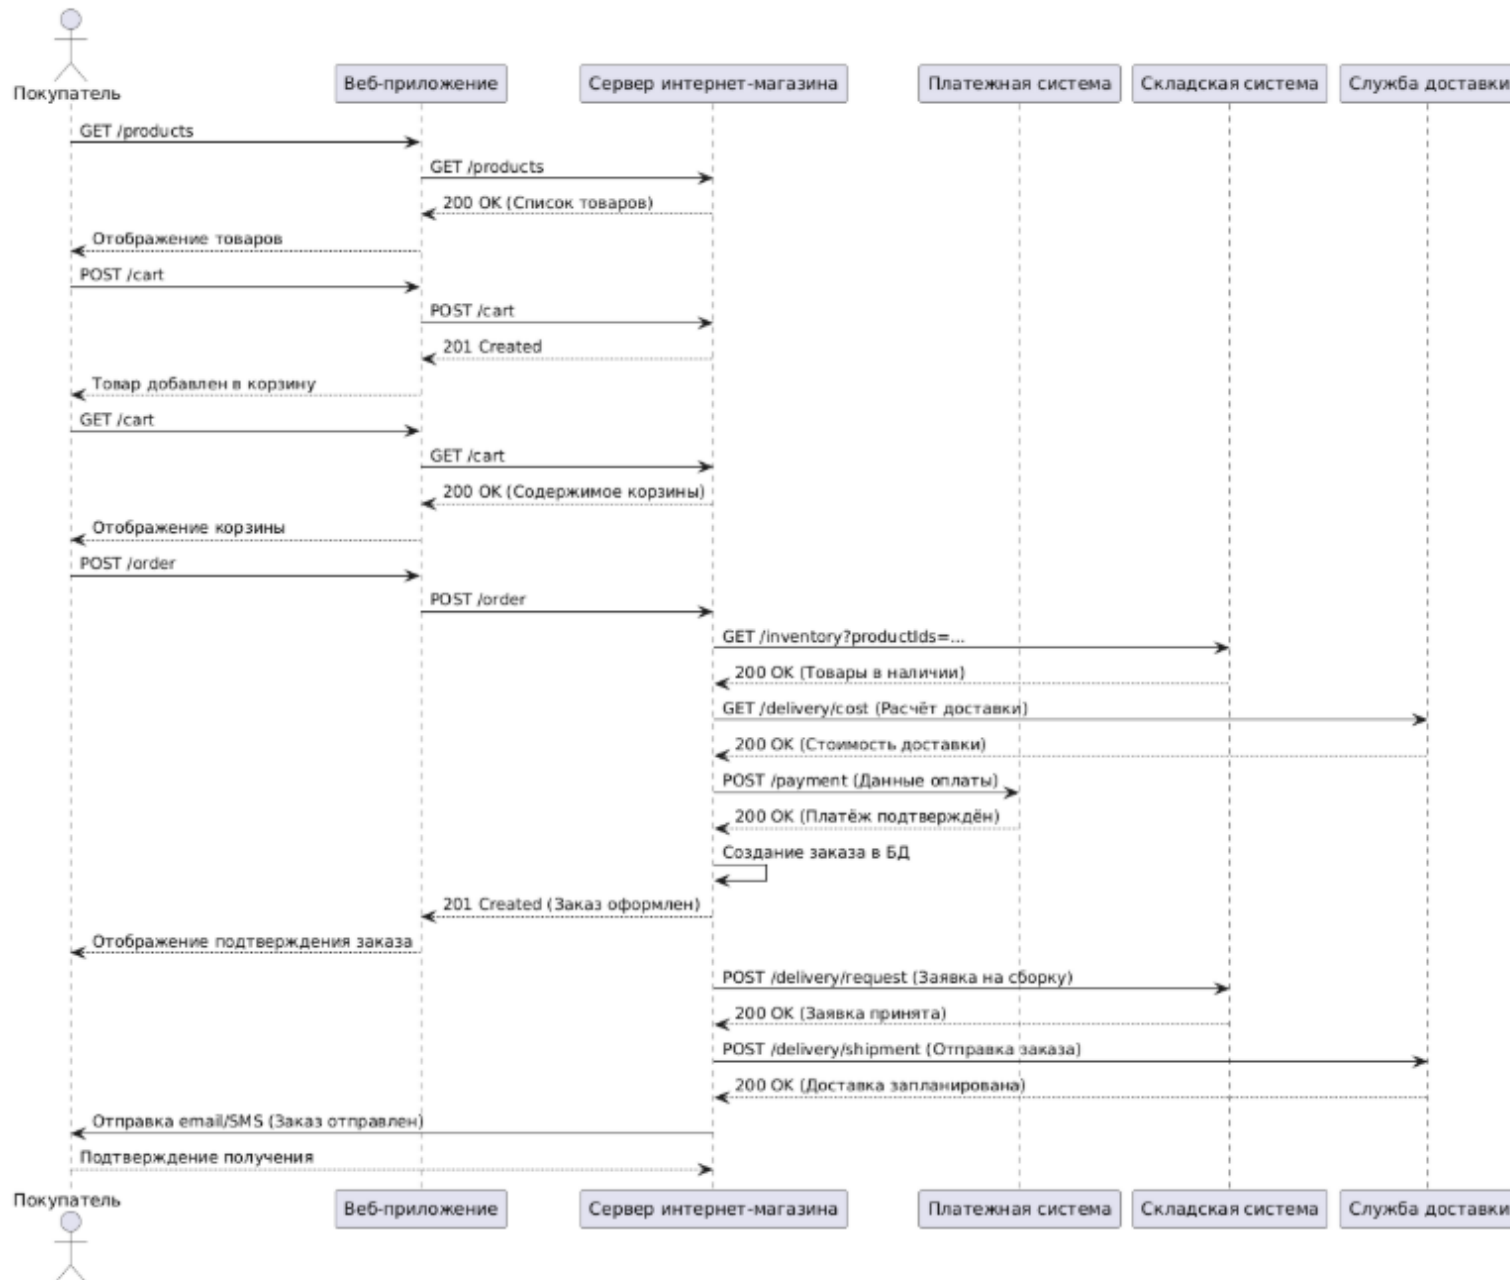 Покупатель
Веб-приложение
Сервер интернет-магазина
Платежная система
Складская система
Служба доставки
GET /products
GET /products
200 OK (Список товаров)
Отображение товаров
POST /cart
POST /cart
201 Created
Товар добавлен в корзину
GET /cart
GET /cart
200 OK (Содержимое корзины)
Отображение корзины
POST /order
POST /order
GET /inventory?productIds=...
200 OK (Товары в наличии)
GET /delivery/cost (Расчёт доставки)
200 OK (Стоимость доставки)
POST /payment (Данные оплаты)
200 OK (Платёж подтверждён)
Создание заказа в БД
201 Created (Заказ оформлен)
Отображение подтверждения заказа
POST /delivery/request (Заявка на сборку)
200 OK (Заявка принята)
POST /delivery/shipment (Отправка заказа)
200 OK (Доставка запланирована)
Отправка email/SMS (Заказ отправлен)
Подтверждение получения
Покупатель
Веб-приложение
Сервер интернет-магазина
Платежная система
Складская система
Служба доставки